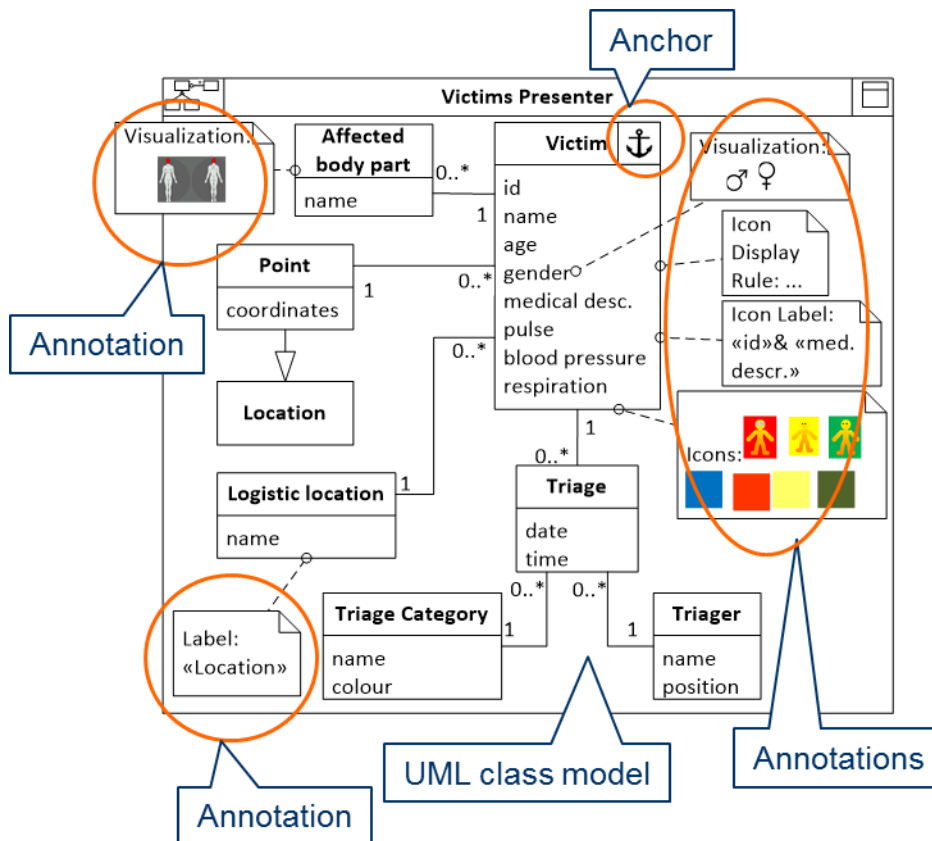 Anchor
Victims Presenter
Visualization:
Affected
body part
name
0..*
1
Victim
id
name
age
gender
medical desc.
pulse
blood pressure
respiration
Visualization:
♂ ♀
Icon
Display
Rule: ...
Icon Label:
«id»& «med.
descr.»
Icons:
Annotation
Point
coordinates
1
0..*
Location
0..*
1
Logistic location
name
1
0..*
Triage
date
time
0..*
0..*
Label:
«Location»
Triage Category
name
colour
1
1
Triager
name
position
Annotation
UML class model
Annotations